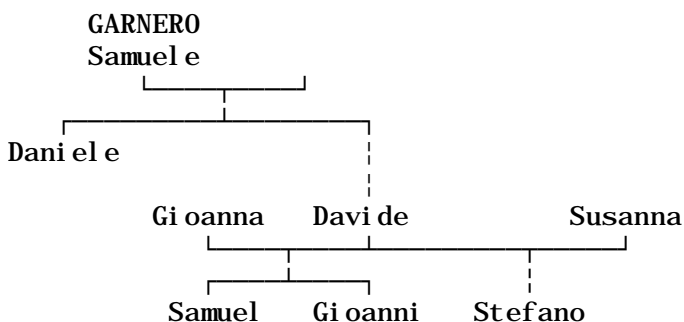 GARNERO
Samuele
Daniele
Gioanna Davide Susanna
Samuel Gioanni Stefano